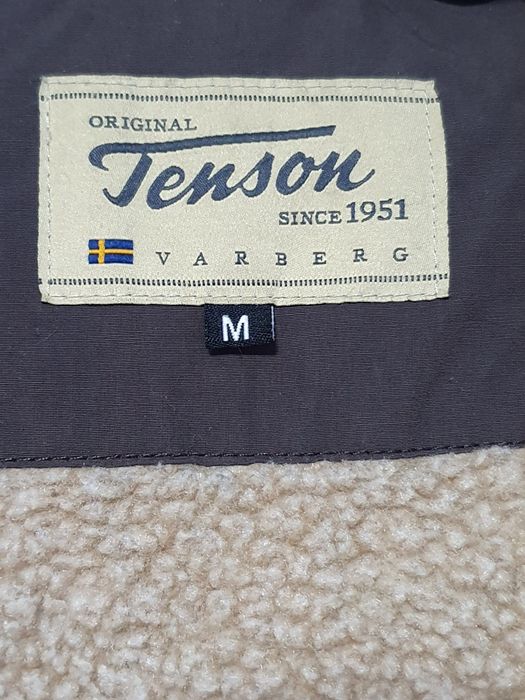 ORIGINAL
Tenson
SINCE 1951
VARBERG
M